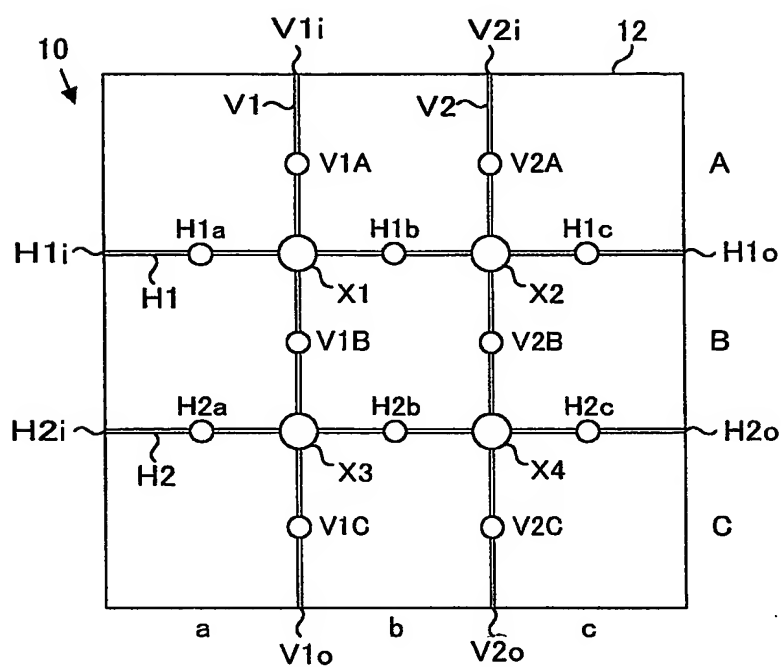 V1i V2i 12
10
V1 V2
V1A V2A A
H1a H1b H1c
H1i H1o
H1 X1 X2
V1B V2B B
H2a H2b H2c
H2i H2o
H2 X3 X4
V1C V2C C
a b c
V1o V2o